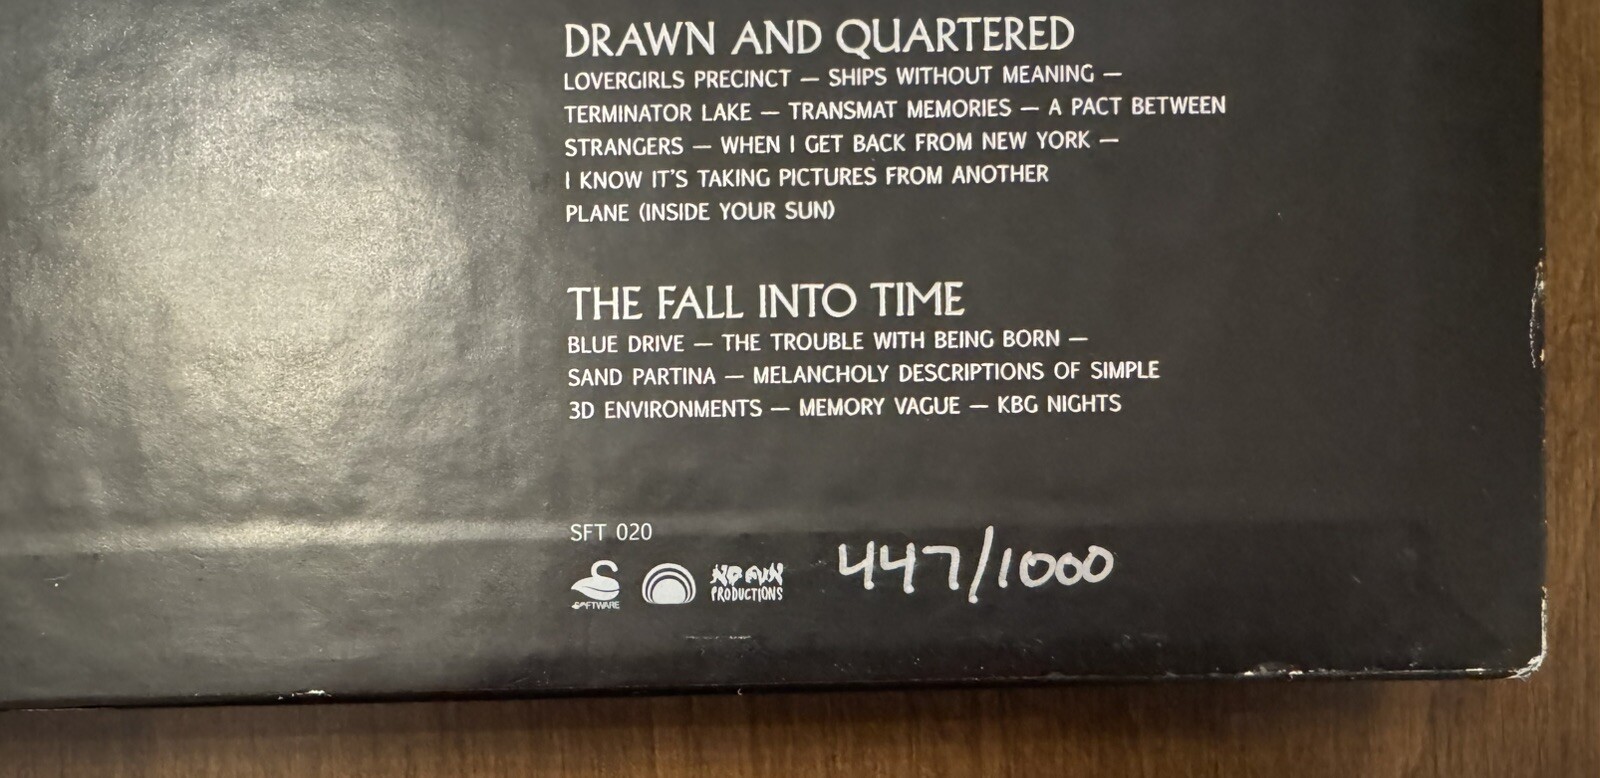 DRAWN AND QUARTERED
LOVERGIRLS PRECINCT — SHIPS WITHOUT MEANING —
TERMINATOR LAKE — TRANSMAT MEMORIES — A PACT BETWEEN
STRANGERS — WHEN I GET BACK FROM NEW YORK —
I KNOW IT'S TAKING PICTURES FROM ANOTHER
PLANE (INSIDE YOUR SUN)
THE FALL INTO TIME
BLUE DRIVE — THE TROUBLE WITH BEING BORN —
SAND PARTINA — MELANCHOLY DESCRIPTIONS OF SIMPLE
3D ENVIRONMENTS — MEMORY VAGUE — KBG NIGHTS
SFT 020
SOFTWARE
NO FUN
PRODUCTIONS
447/1000